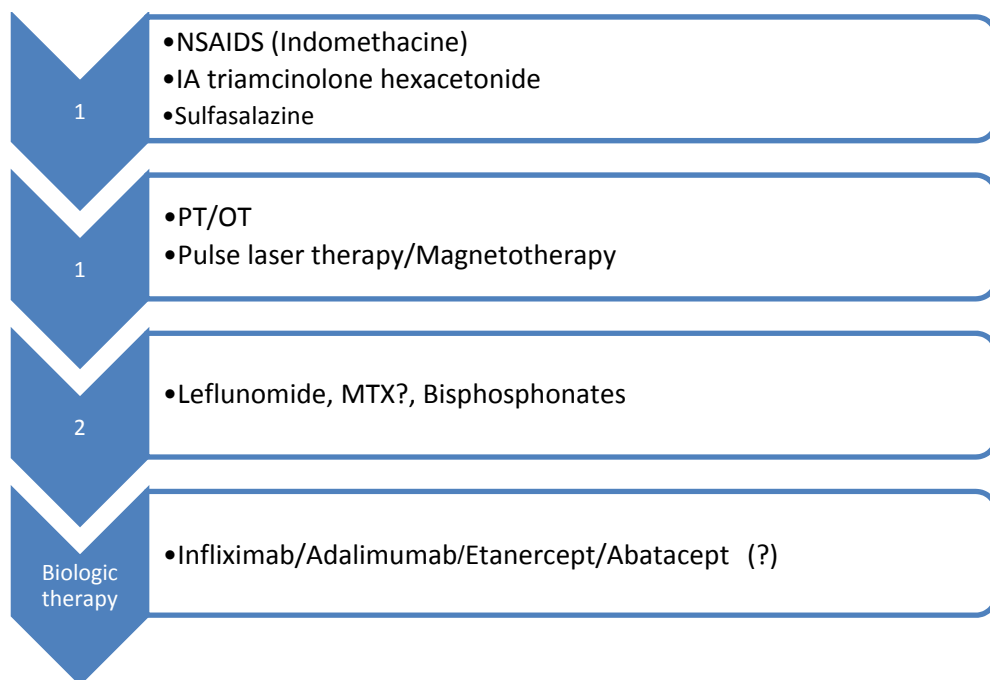 1
•NSAIDS (Indomethacine)
•IA triamcinolone hexacetonide
•Sulfasalazine
1
•PT/OT
•Pulse laser therapy/Magnetotherapy
2
•Leflunomide, MTX?, Bisphosphonates
Biologic
therapy
•Infliximab/Adalimumab/Etanercept/Abatacept (?)